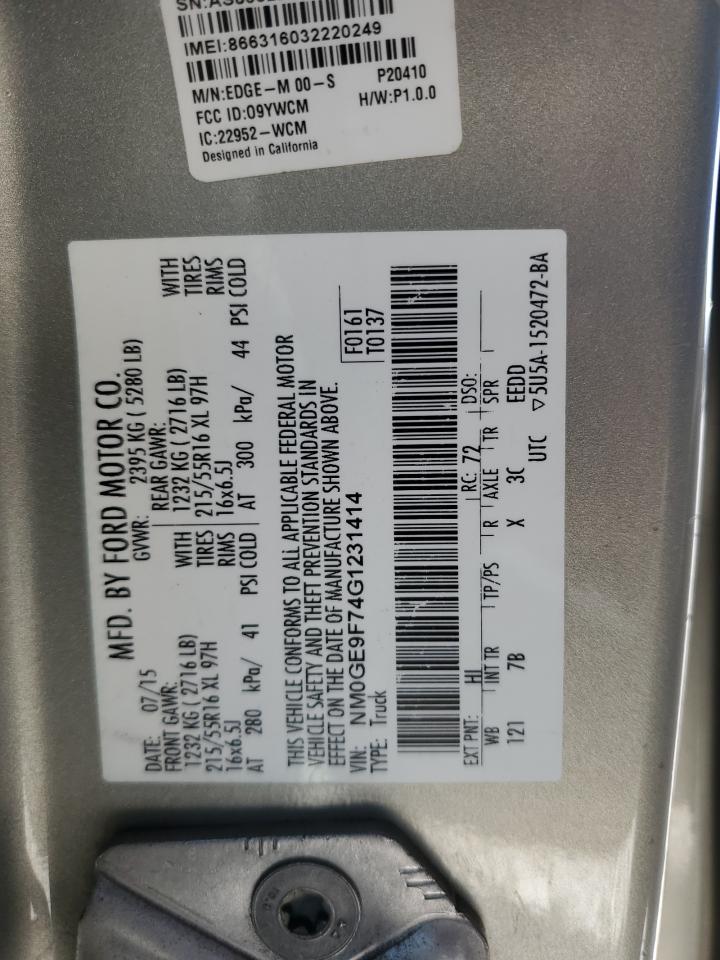 IMEI:866316032220249
M/N:EDGE-M 00-S P20410
FCC ID:O9YWCM H/W:P1.0.0
IC:22952-WCM
Designed in California
MFD. BY FORD MOTOR CO.
DATE: 07/15 GVWR: 2395 KG ( 5280 LB)
FRONT GAWR: REAR GAWR:
1232 KG ( 2716 LB) WITH 1232 KG ( 2716 LB) WITH
215/55R16 XL 97H TIRES 215/55R16 XL 97H TIRES
16x6.5J RIMS 16x6.5J RIMS
AT 280 kPa/ 41 PSI COLD AT 300 kPa/ 44 PSI COLD
THIS VEHICLE CONFORMS TO ALL APPLICABLE FEDERAL MOTOR
VEHICLE SAFETY AND THEFT PREVENTION STANDARDS IN
EFFECT ON THE DATE OF MANUFACTURE SHOWN ABOVE.
VIN: NM0GE9F74G1231414 F0161
TYPE: Truck T0137
EXT PNT: HI RC: 72 DSO:
WB INT TR TP/PS R AXLE TR SPR
121 7B X 3C EEDD
UTC ▽5U5A-1520472-BA